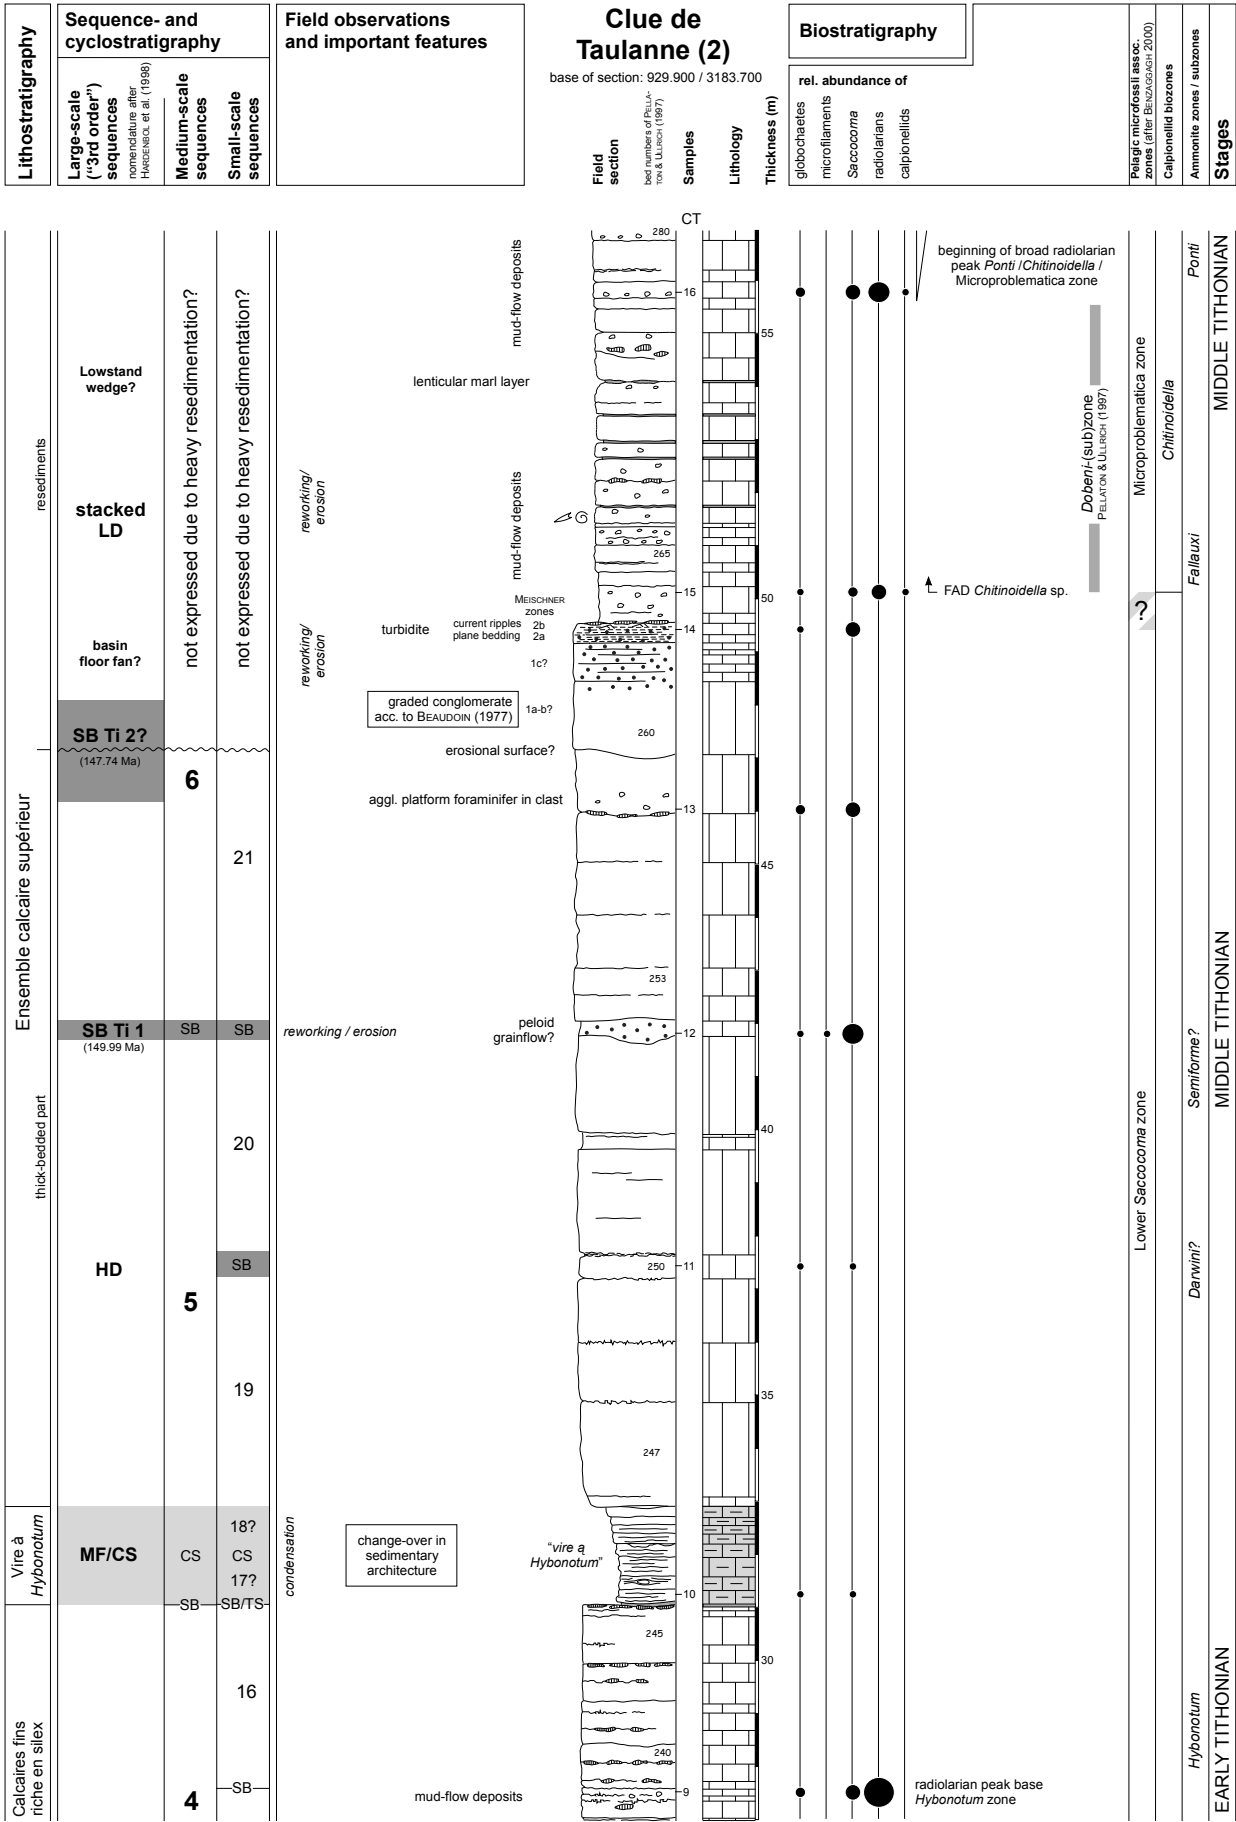 Lithostratigraphy
Sequence- and
cyclostratigraphy
Large-scale
("3rd order")
sequences
nomenclature after
HARDENBOL et al. (1998)
Medium-scale
sequences
Small-scale
sequences
Field observations
and important features
Clue de
Taulanne (2)
base of section: 929.900 / 3183.700
Field
section
bed numbers of PELLA-
TON & ULLRICH (1997)
Samples
Lithology
Thickness (m)
Biostratigraphy
rel. abundance of
globochaetes
microfilaments
Saccocoma
radiolarians
calpionellids
Pelagic microfossli assoc.
zones (after BENZAGGAGH 2000)
Calpionellid biozones
Ammonite zones / subzones
Stages
CT
280
mud-flow deposits
16
beginning of broad radiolarian
peak Ponti /Chitinoidella /
Microproblematica zone
Ponti
MIDDLE TITHONIAN
not expressed due to heavy resedimentation?
not expressed due to heavy resedimentation?
55
Lowstand
wedge?
lenticular marl layer
Microproblematica zone
Chitinoidella
Dobeni-(sub)zone
PELLATON & ULLRICH (1997)
resediments
stacked
LD
reworking/
erosion
mud-flow deposits
265
Fallauxi
MEISCHNER
zones
15
50
FAD Chitinoidella sp.
?
turbidite
current ripples
plane bedding
2b
2a
14
basin
floor fan?
reworking/
erosion
1c?
graded conglomerate
acc. to BEAUDOIN (1977)
1a-b?
260
SB Ti 2?
(147.74 Ma)
erosional surface?
6
aggl. platform foraminifer in clast
13
Ensemble calcaire supérieur
21
45
253
MIDDLE TITHONIAN
SB Ti 1
(149.99 Ma)
SB
SB
reworking / erosion
peloid
grainflow?
12
Semiforme?
thick-bedded part
20
40
Lower Saccocoma zone
HD
SB
250
11
Darwini?
5
19
35
247
Vire à
Hybonotum
MF/CS
CS
18?
CS
17?
condensation
change-over in
sedimentary
architecture
"vire ą
Hybonotum"
10
SB
SB/TS
245
30
16
Calcaires fins
riche en silex
240
Hybonotum
EARLY TITHONIAN
4
SB
mud-flow deposits
9
radiolarian peak base
Hybonotum zone